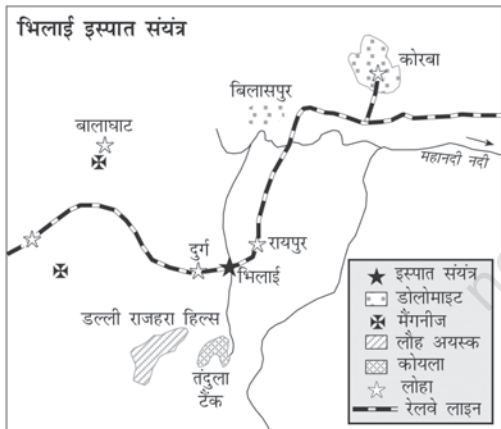 भिलाई इस्पात संयंत्र
कोरबा
बिलासपुर
बालाघाट
महानदी नदी
दुर्ग
रायपुर
भिलाई
डल्ली राजहरा हिल्स
तंदुला
टैंक
इस्पात संयंत्र
डोलोमाइट
मैंगनीज
लौह अयस्क
कोयला
लोहा
रेलवे लाइन